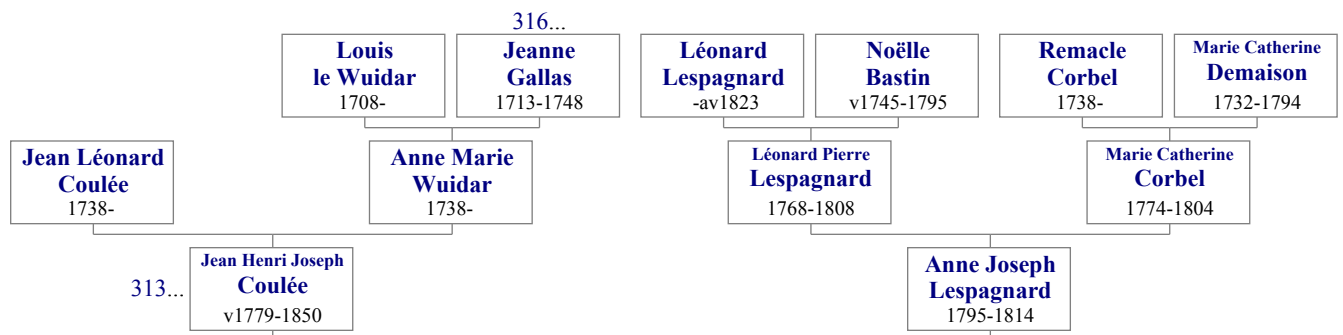 316...
Louis
le Wuidar
1708-
Jeanne
Gallas
1713-1748
Léonard
Lespagnard
-av1823
Noëlle
Bastin
v1745-1795
Remacle
Corbel
1738-
Marie Catherine
Demaison
1732-1794
Jean Léonard
Coulée
1738-
Anne Marie
Wuidar
1738-
Léonard Pierre
Lespagnard
1768-1808
Marie Catherine
Corbel
1774-1804
313...
Jean Henri Joseph
Coulée
v1779-1850
Anne Joseph
Lespagnard
1795-1814